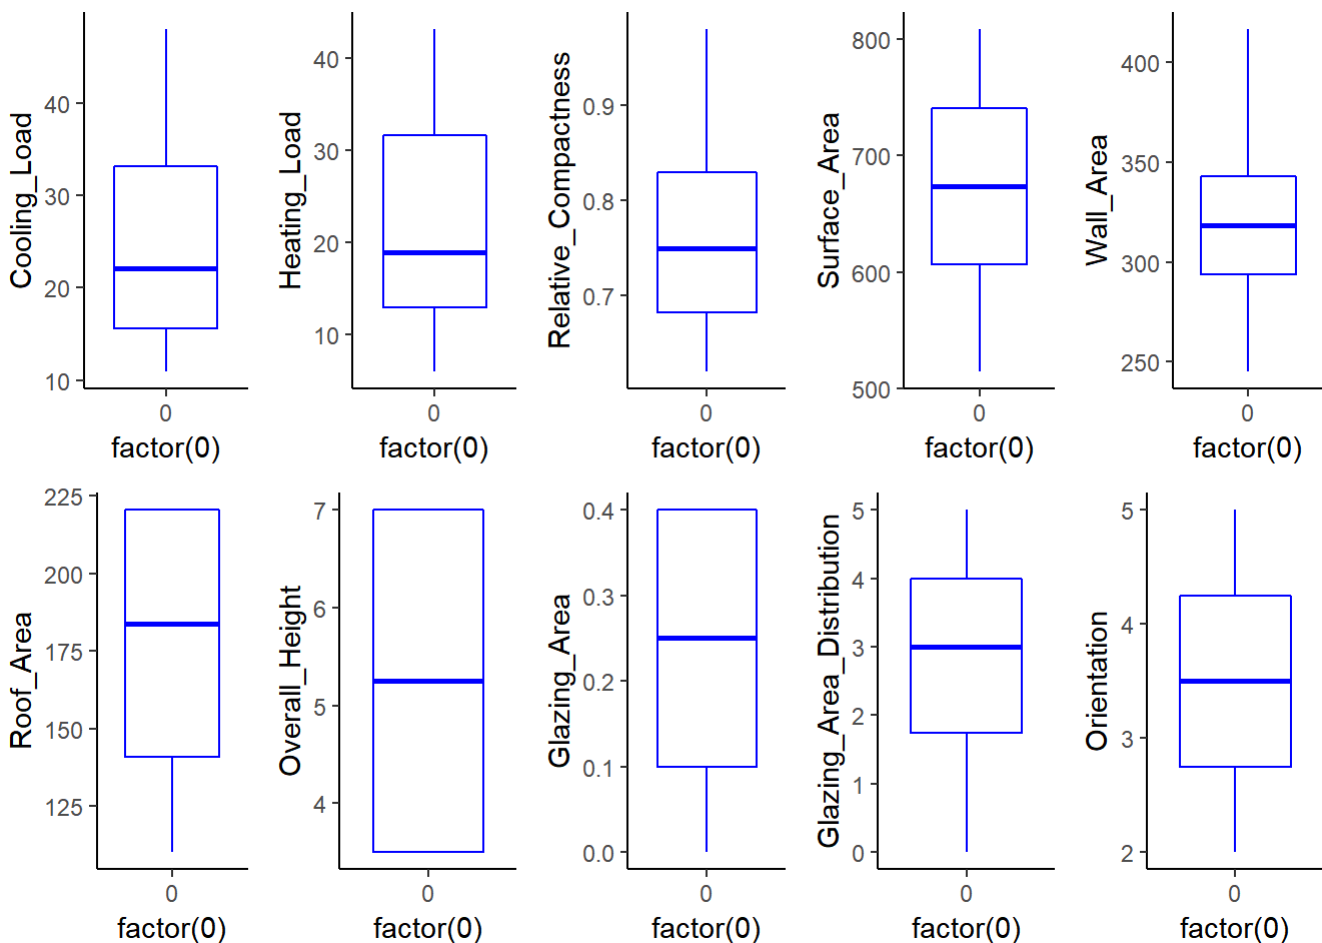 Cooling_Load
40
30
20
10
0
factor(0)
Heating_Load
40
30
20
10
0
factor(0)
Relative_Compactness
0.9
0.8
0.7
0
factor(0)
Surface_Area
800
700
600
500
0
factor(0)
Wall_Area
400
350
300
250
0
factor(0)
Roof_Area
225
200
175
150
125
0
factor(0)
Overall_Height
7
6
5
4
0
factor(0)
Glazing_Area
0.4
0.3
0.2
0.1
0.0
0
factor(0)
Glazing_Area_Distribution
5
4
3
2
1
0
0
factor(0)
Orientation
5
4
3
2
0
factor(0)